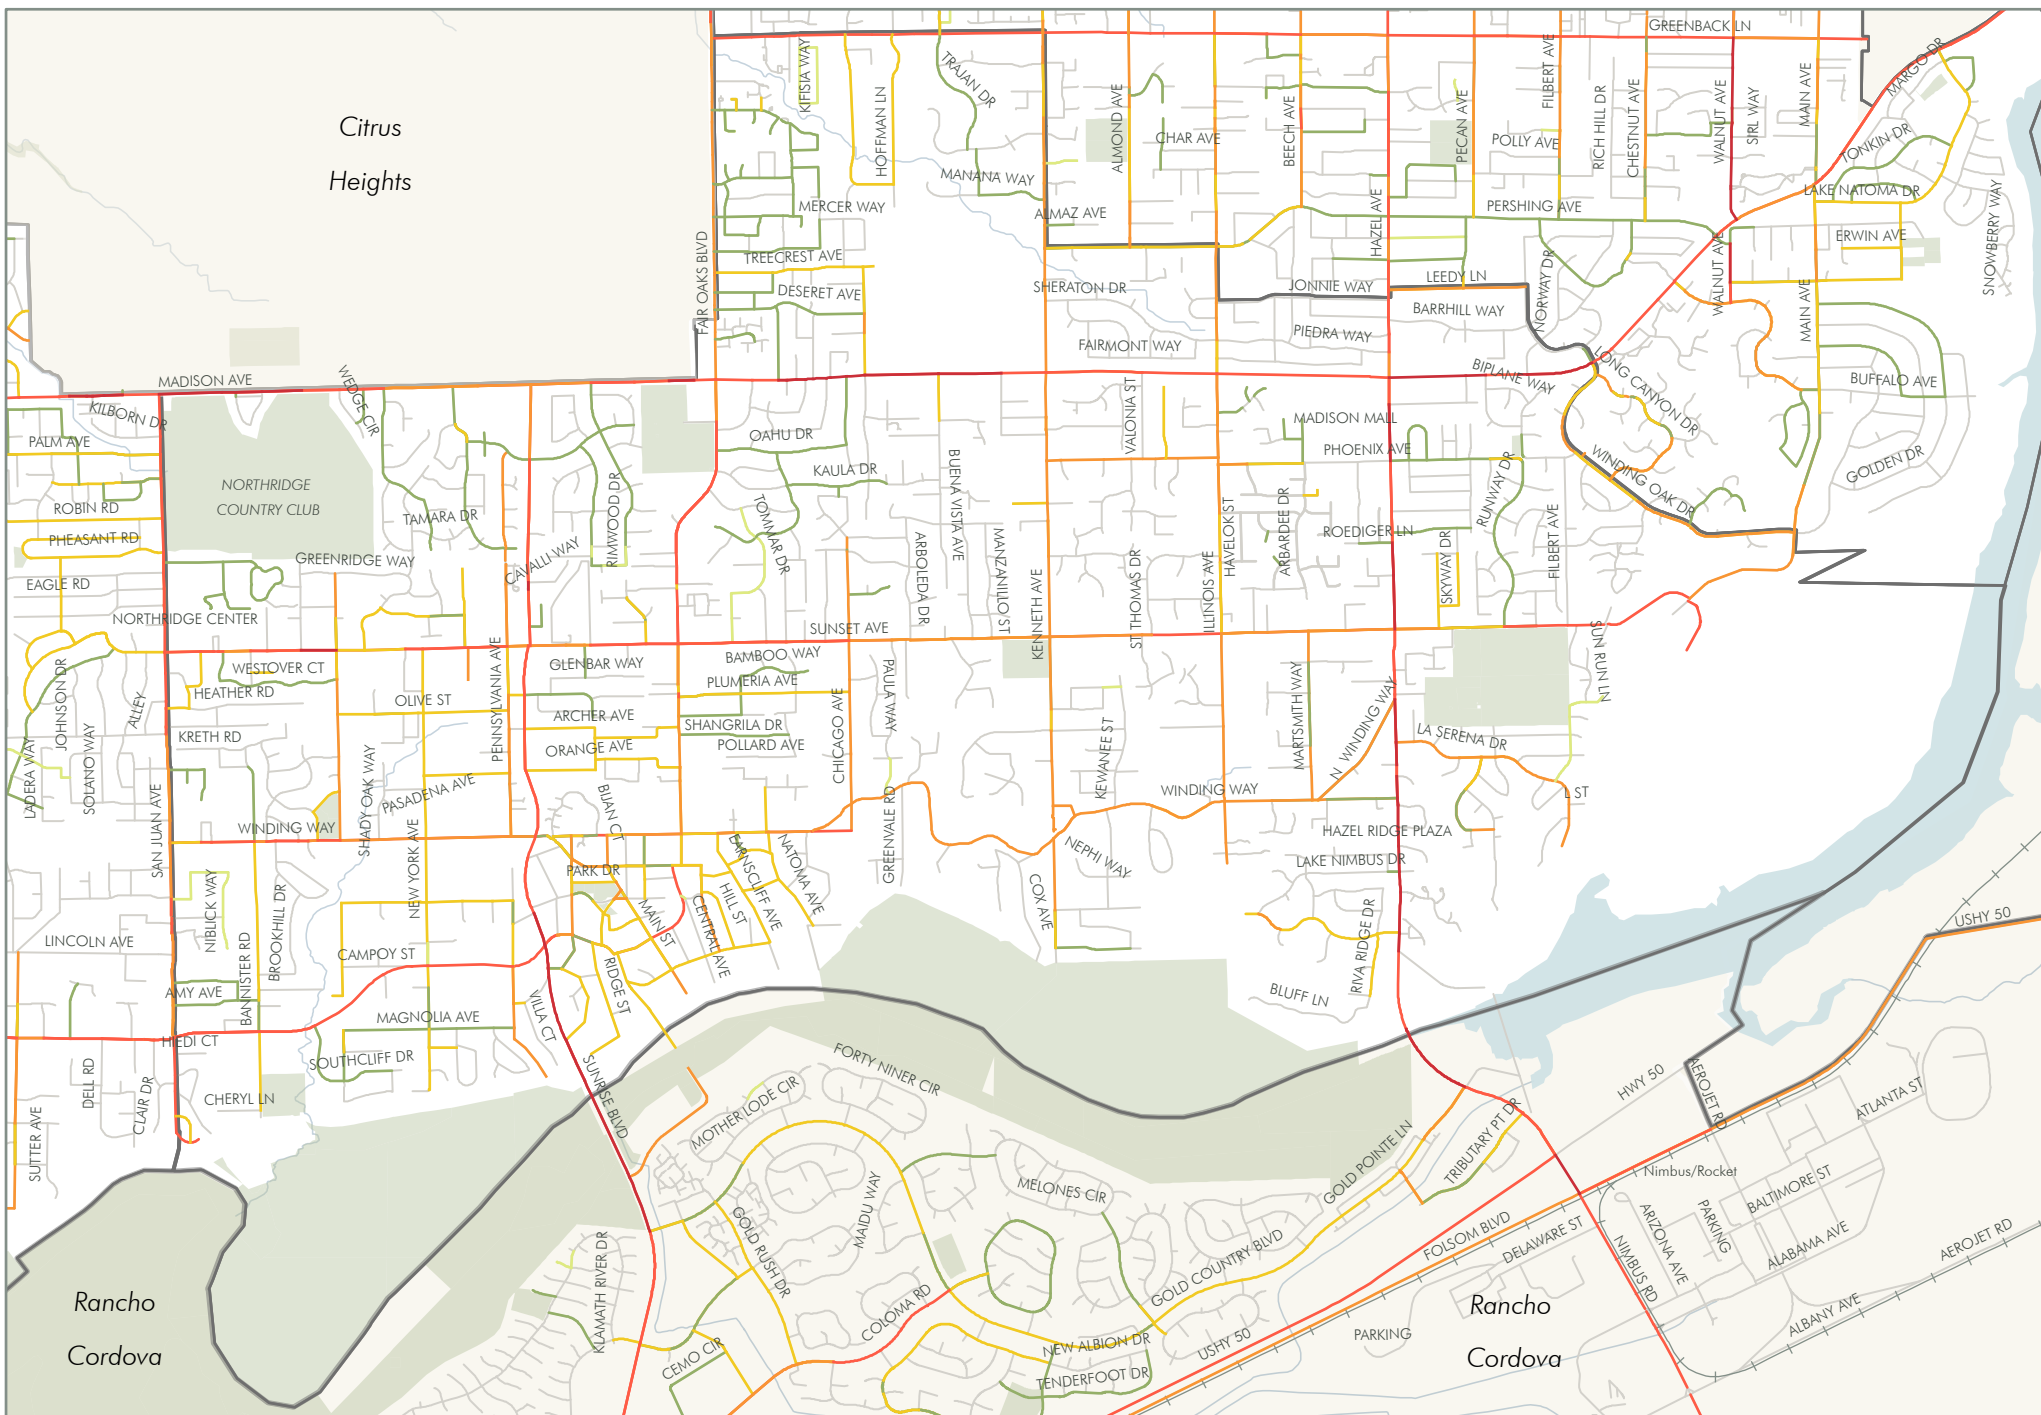 GREENBACK LN
KIFISIA WAY
HOFFMAN LN
TRAJAN DR
ALMOND AVE
CHAR AVE
BEECH AVE
PECAN AVE
FILBERT AVE
POLLY AVE
RICH HILL DR
CHESTNUT AVE
WALNUT AVE
SIRL WAY
MAIN AVE
MARGO DR
TONKIN DR
Citrus
Heights
MANANA WAY
MERCER WAY
ALMAZ AVE
HAZEL AVE
PERSHING AVE
LAKE NATOMA DR
SNOWBERRY WAY
FAIR OAKS BLVD
TREECREST AVE
DESERET AVE
SHERATON DR
JONNIE WAY
LEEDY LN
NORWAY DR
WALNUT AVE
ERWIN AVE
MAIN AVE
BARRHILL WAY
PIEDRA WAY
FAIRMONT WAY
BIPLANE WAY
LONG CANYON DR
BUFFALO AVE
MADISON AVE
WEDGE CIR
KILBORN DR
PALM AVE
OAHU DR
KAULA DR
VALONIA ST
MADISON MALL
PHOENIX AVE
WINDING OAK DR
GOLDEN DR
NORTHRIDGE
COUNTRY CLUB
ROBIN RD
PHEASANT RD
TAMARA DR
RIMWOOD DR
TOMMAR DR
BUENA VISTA AVE
HAVELOK ST
ARBARDEE DR
ROEDIGER LN
RUNWAY DR
SKYWAY DR
FILBERT AVE
GREENRIDGE WAY
CAVALLI WAY
EAGLE RD
ARBOLEDA DR
MANZANILLO ST
KENNETH AVE
ST THOMAS DR
ILLINOIS AVE
NORTHRIDGE CENTER
SUNSET AVE
SUN RUN LN
JOHNSON DR
WESTOVER CT
HEATHER RD
GLENBAR WAY
BAMBOO WAY
PLUMERIA AVE
PAULA WAY
MARTSMITH WAY
N WINDING WAY
ALLEY
OLIVE ST
PENNSYLVANIA AVE
ARCHER AVE
SHANGRILA DR
CHICAGO AVE
KEWANEE ST
LA SERENA DR
LADERA WAY
SOLANO WAY
KRETH RD
SHADY OAK WAY
ORANGE AVE
POLLARD AVE
PASADENA AVE
BIJAN CT
WINDING WAY
L ST
SAN JUAN AVE
WINDING WAY
NEW YORK AVE
GREENVALE RD
HAZEL RIDGE PLAZA
NEPHI WAY
LAKE NIMBUS DR
PARK DR
EARNSCLIFF AVE
NATOMA AVE
HILL ST
MAIN ST
CENTRAL AVE
COX AVE
NIBLICK WAY
BROOKHILL DR
LINCOLN AVE
BANNISTER RD
CAMPOY ST
RIDGE ST
RIVA RIDGE DR
BLUFF LN
USHY 50
AMY AVE
MAGNOLIA AVE
VILLA CT
HIEDI CT
SOUTHCLIFF DR
DELL RD
CLAIR DR
CHERYL LN
SUTTER AVE
SUNRISE BLVD
MOTHER LODE CIR
FORTY NINER CIR
HWY 50
AEROJET RD
ATLANTA ST
GOLD POINTE LN
TRIBUTARY PT DR
Nimbus/Rocket
MELONES CIR
MAIDU WAY
GOLD RUSH DR
KLAMATH RIVER DR
BALTIMORE ST
ARIZONA AVE
PARKING
ALABAMA AVE
AEROJET RD
FOLSOM BLVD
DELAWARE ST
NIMBUS RD
GOLD COUNTRY BLVD
COLOMA RD
NEW ALBION DR
TENDERFOOT DR
CEMO CIR
USHY 50
PARKING
ALBANY AVE
Rancho
Cordova
Rancho
Cordova